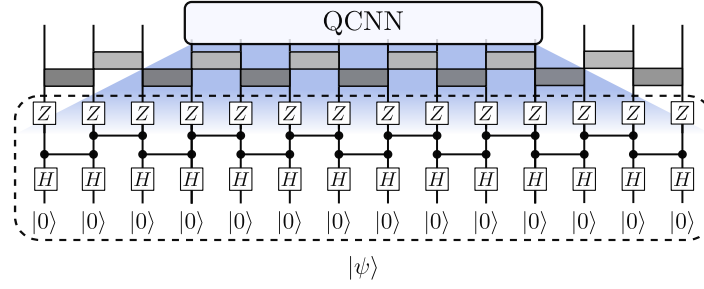 QCNN
Z Z Z Z Z Z Z Z Z Z Z Z Z Z
H H H H H H H H H H H H H H
|0⟩ |0⟩ |0⟩ |0⟩ |0⟩ |0⟩ |0⟩ |0⟩ |0⟩ |0⟩ |0⟩ |0⟩ |0⟩ |0⟩
|ψ⟩